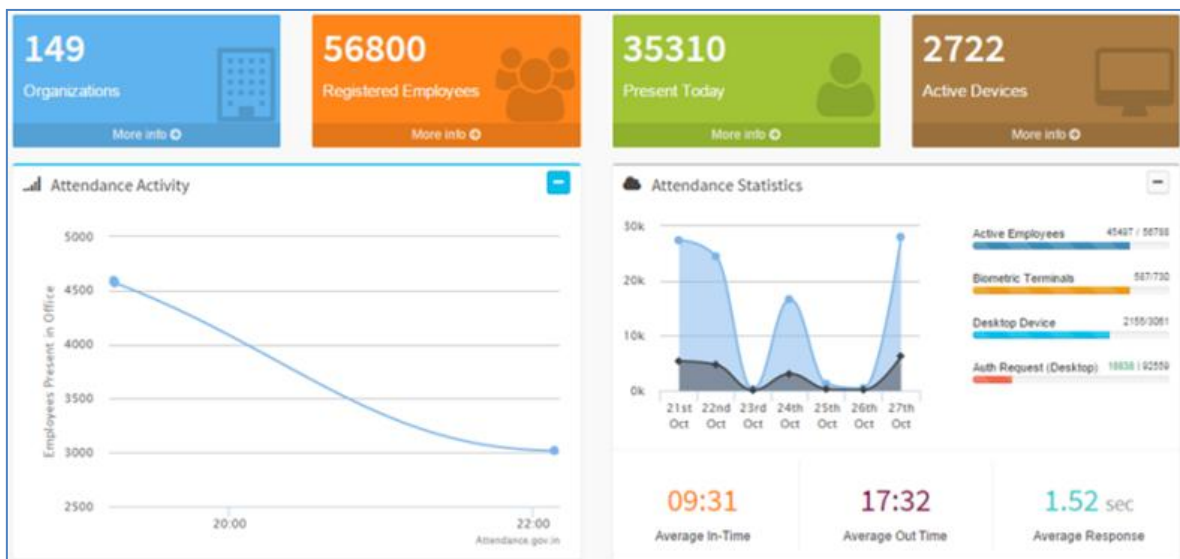 149
Organizations
More info
56800
Registered Employees
More info
35310
Present Today
More info
2722
Active Devices
More info
Attendance Activity
Employees Present in Office
5000
4500
4000
3500
3000
2500
20:00
22:00
Attendance.gov.in
Attendance Statistics
30k
20k
10k
0k
21st Oct
22nd Oct
23rd Oct
24th Oct
25th Oct
26th Oct
27th Oct
Active Employees
Biometric Terminals 587/730
Desktop Device
Auth Request (Desktop)
09:31
Average In-Time
17:32
Average Out Time
1.52 sec
Average Response